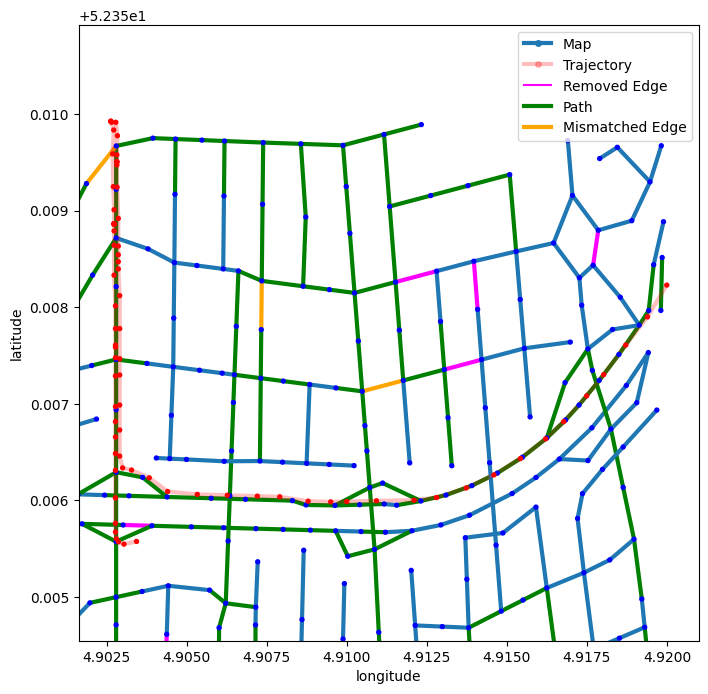 +5.235e1
Map
Trajectory
Removed Edge
Path
Mismatched Edge
0.010
0.009
0.008
0.007
0.006
0.005
latitude
4.9025 4.9050 4.9075 4.9100 4.9125 4.9150 4.9175 4.9200
longitude